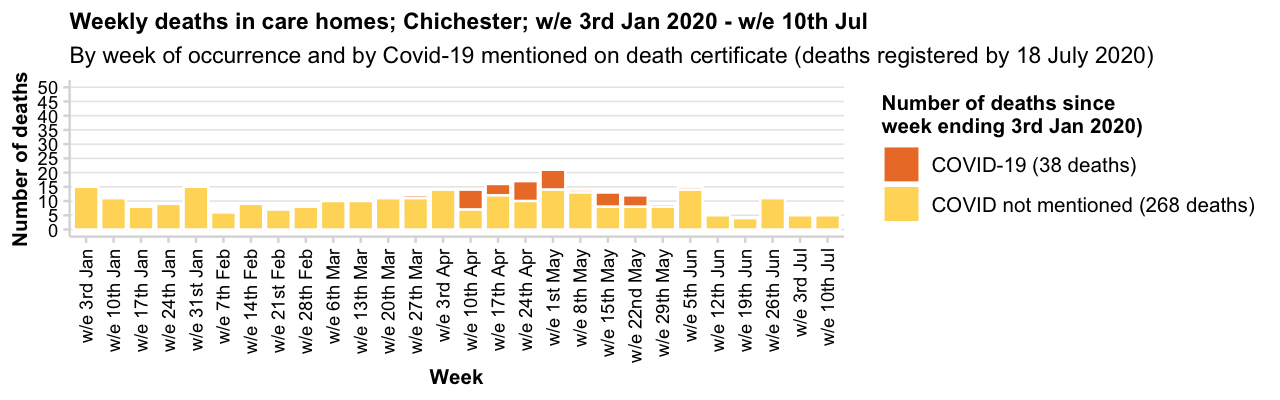 Weekly deaths in care homes; Chichester; w/e 3rd Jan 2020 - w/e 10th Jul
By week of occurrence and by Covid-19 mentioned on death certificate (deaths registered by 18 July 2020)
Number of deaths
50
45
40
35
30
25
20
15
10
5
0
w/e 3rd Jan
w/e 10th Jan
w/e 17th Jan
w/e 24th Jan
w/e 31st Jan
w/e 7th Feb
w/e 14th Feb
w/e 21st Feb
w/e 28th Feb
w/e 6th Mar
w/e 13th Mar
w/e 20th Mar
w/e 27th Mar
w/e 3rd Apr
w/e 10th Apr
w/e 17th Apr
w/e 24th Apr
w/e 1st May
w/e 8th May
w/e 15th May
w/e 22nd May
w/e 29th May
w/e 5th Jun
w/e 12th Jun
w/e 19th Jun
w/e 26th Jun
w/e 3rd Jul
w/e 10th Jul
Week
Number of deaths since
week ending 3rd Jan 2020)
COVID-19 (38 deaths)
COVID not mentioned (268 deaths)